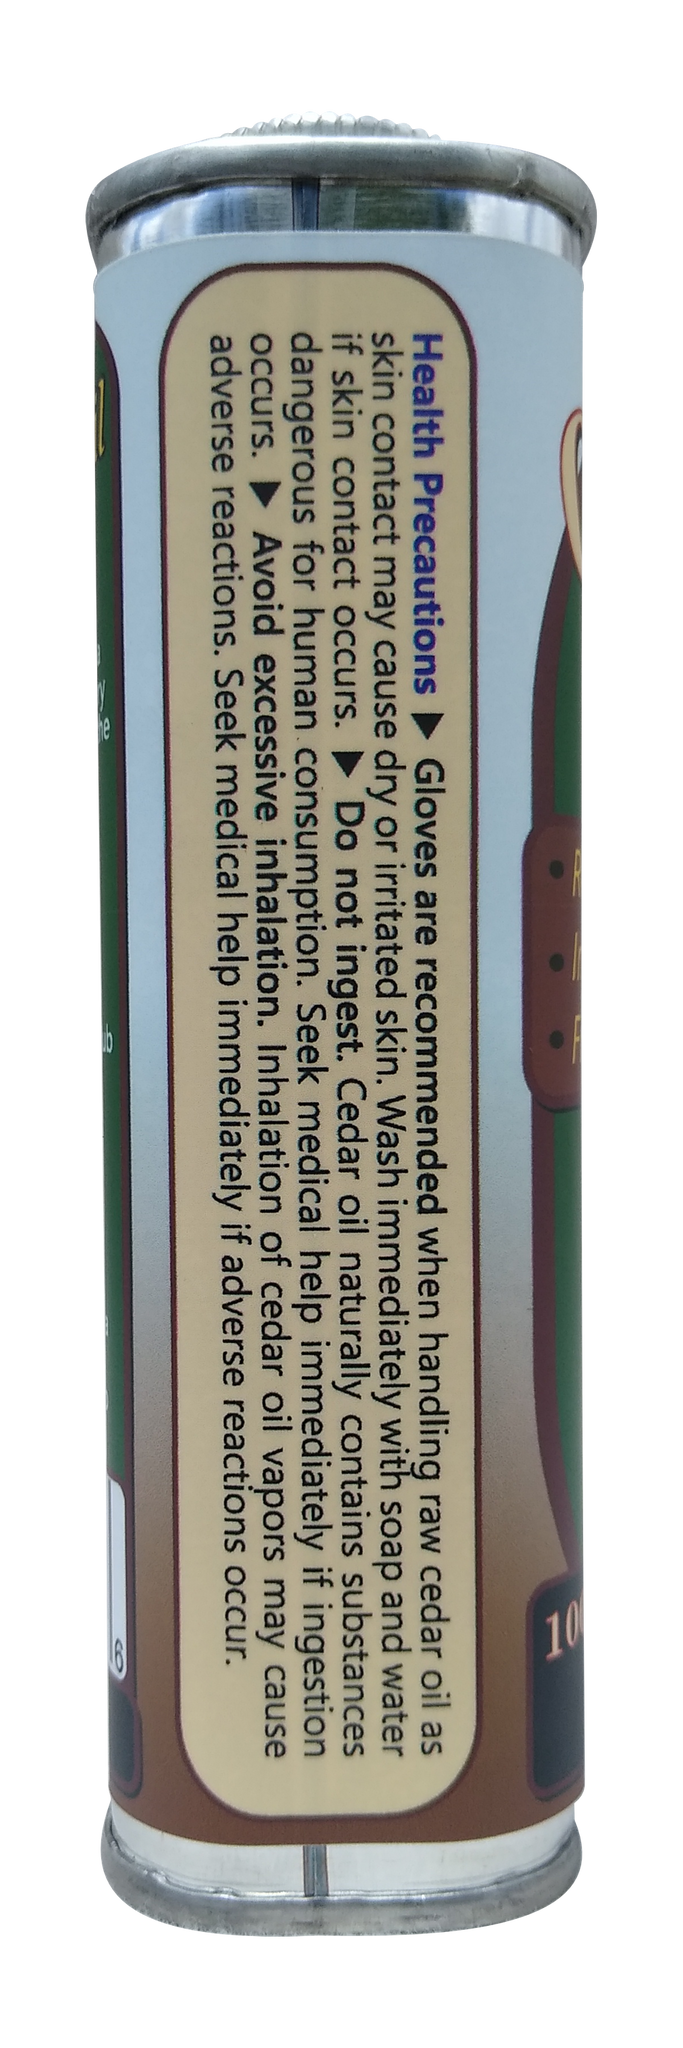 Health Precautions ▶ Gloves are recommended when handling raw cedar oil as
skin contact may cause dry or irritated skin. Wash immediately with soap and water
if skin contact occurs. ▶ Do not ingest. Cedar oil naturally contains substances
dangerous for human consumption. Seek medical help immediately if ingestion
occurs. ▶ Avoid excessive inhalation. Inhalation of cedar oil vapors may cause
adverse reactions. Seek medical help immediately if adverse reactions occur.
6